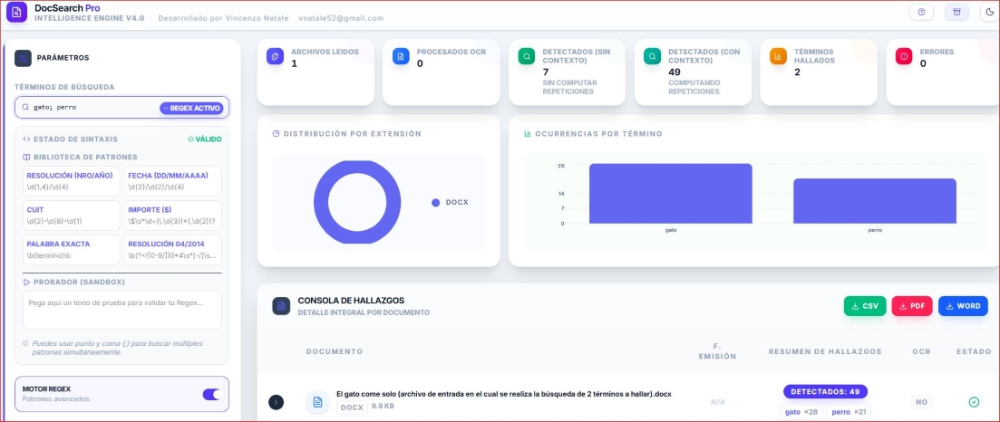 DocSearch Pro
INTELLIGENCE ENGINE V4.0 Desarrollado por Vincenzo Natale vnatale52@gmail.com
PARÁMETROS
TÉRMINOS DE BÚSQUEDA
gato; perro
REGEX ACTIVO
ESTADO DE SINTAXIS
VÁLIDO
BIBLIOTECA DE PATRONES
RESOLUCIÓN (NRO/AÑO)
\d{1,4}/\d{4}
FECHA (DD/MM/AAAA)
\d{2}/\d{2}/\d{4}
CUIT
\d{2}-\d{8}-\d{1}
IMPORTE ($)
\$\s*\d+(\.\d{3})*(,\d{2})?
PALABRA EXACTA
\b(termino)\b
RESOLUCIÓN 04/2014
\b(?<![0-9/])0*4\s*[-/]\s...
PROBADOR (SANDBOX)
Pega aquí un texto de prueba para validar tu Regex...
Puedes usar punto y coma (;) para buscar múltiples
patrones simultáneamente.
MOTOR REGEX
Patrones avanzados
ARCHIVOS LEIDOS
1
PROCESADOS OCR
0
DETECTADOS (SIN
CONTEXTO)
7
SIN COMPUTAR
REPETICIONES
DETECTADOS (CON
CONTEXTO)
49
COMPUTANDO
REPETICIONES
TÉRMINOS
HALLADOS
2
ERRORES
0
DISTRIBUCIÓN POR EXTENSIÓN
DOCX
OCURRENCIAS POR TÉRMINO
28
14
7
0
gato perro
CONSOLA DE HALLAZGOS
DETALLE INTEGRAL POR DOCUMENTO
CSV
PDF
WORD
DOCUMENTO
F.
EMISIÓN
RESUMEN DE HALLAZGOS
OCR
ESTADO
El gato come solo (archivo de entrada en el cual se realiza la búsqueda de 2 términos a hallar).docx
DOCX 9.9 KB
N/A
DETECTADOS: 49
gato ×28 perro ×21
NO